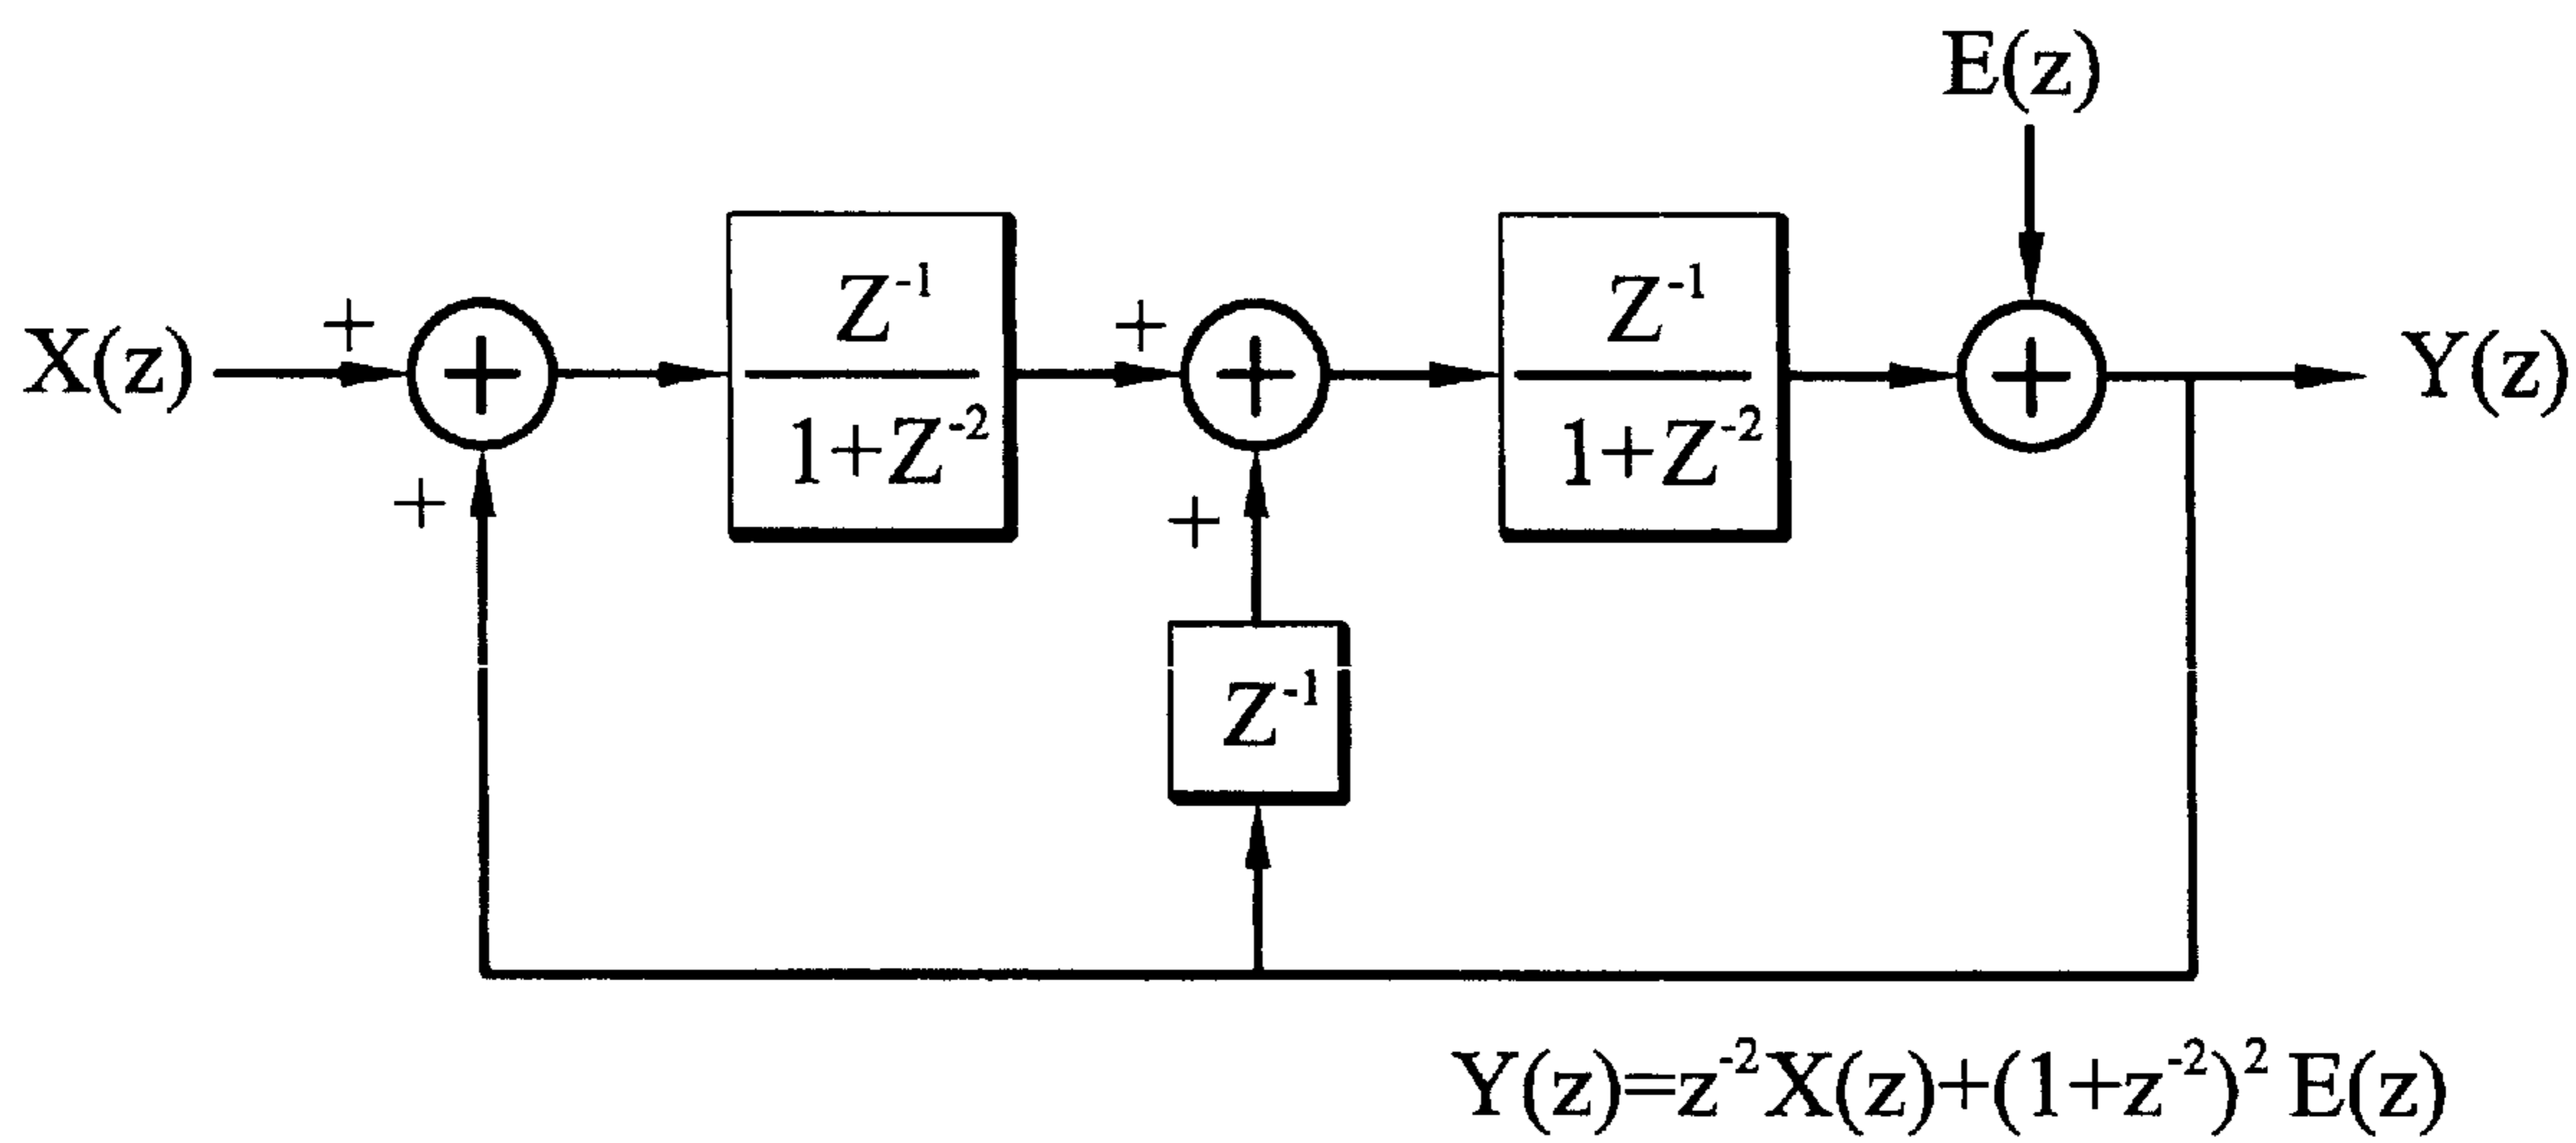 E(z)
X(z) + + Z⁻¹ + + Z⁻¹ + Y(z)
1+Z⁻² 1+Z⁻²
+ +
Z⁻¹
Y(z)=z⁻²X(z)+(1+z⁻²)² E(z)